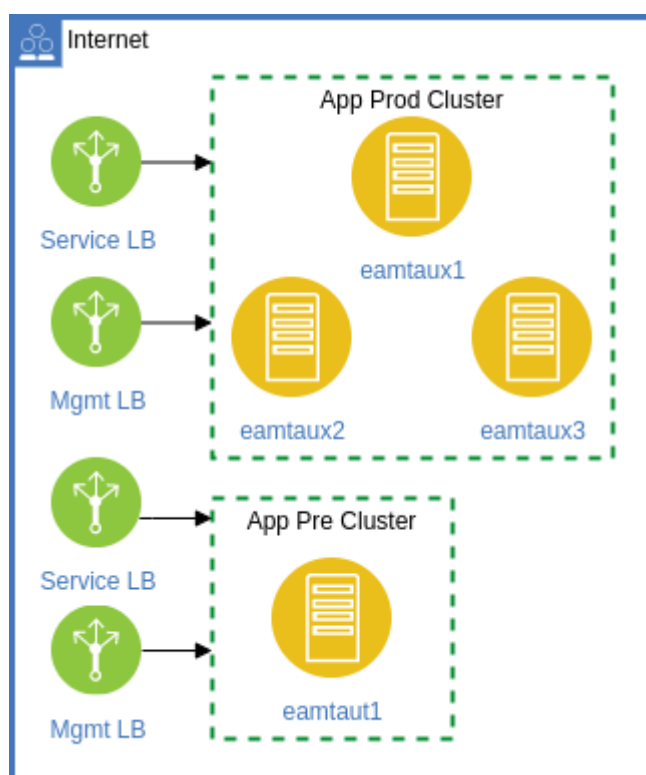 Internet
App Prod Cluster
Service LB
eamtaux1
Mgmt LB
eamtaux2
eamtaux3
Service LB
App Pre Cluster
Mgmt LB
eamtaut1